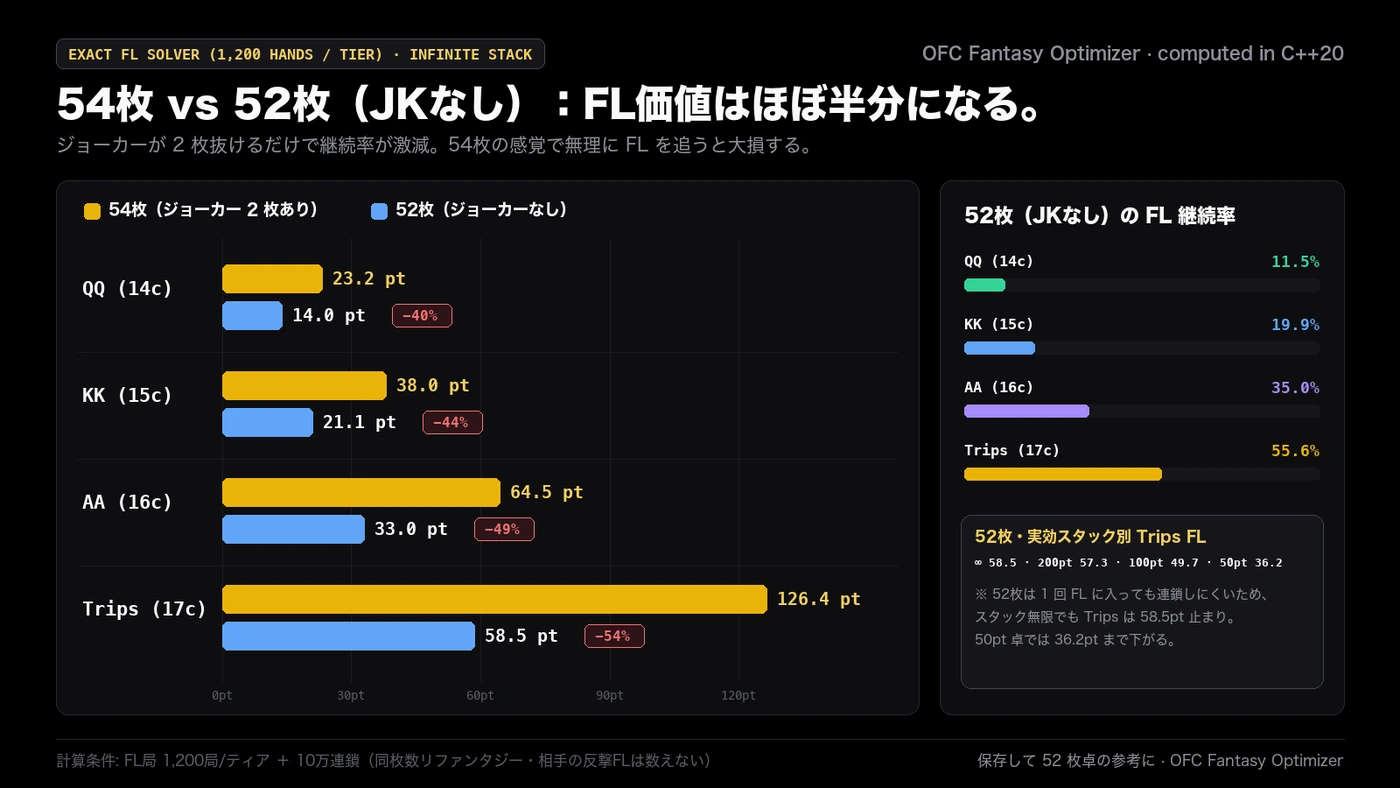 EXACT FL SOLVER (1,200 HANDS / TIER) · INFINITE STACK
OFC Fantasy Optimizer · computed in C++20
54枚 vs 52枚（JKなし）：FL価値はほぼ半分になる。
ジョーカーが 2 枚抜けるだけで継続率が激減。54枚の感覚で無理に FL を追うと大損する。
54枚（ジョーカー 2 枚あり）
52枚（ジョーカーなし）
QQ (14c)
23.2 pt
14.0 pt
−40%
KK (15c)
38.0 pt
21.1 pt
−44%
AA (16c)
64.5 pt
33.0 pt
−49%
Trips (17c)
126.4 pt
58.5 pt
−54%
0pt 30pt 60pt 90pt 120pt
52枚（JKなし）の FL 継続率
QQ (14c) 11.5%
KK (15c) 19.9%
AA (16c) 35.0%
Trips (17c) 55.6%
52枚・実効スタック別 Trips FL
∞ 58.5 · 200pt 57.3 · 100pt 49.7 · 50pt 36.2
※ 52枚は 1 回 FL に入っても連鎖しにくいため、
スタック無限でも Trips は 58.5pt 止まり。
50pt 卓では 36.2pt まで下がる。
計算条件: FL局 1,200局/ティア ＋ 10万連鎖（同枚数リファンタジー・相手の反撃FLは数えない）
保存して 52 枚卓の参考に · OFC Fantasy Optimizer